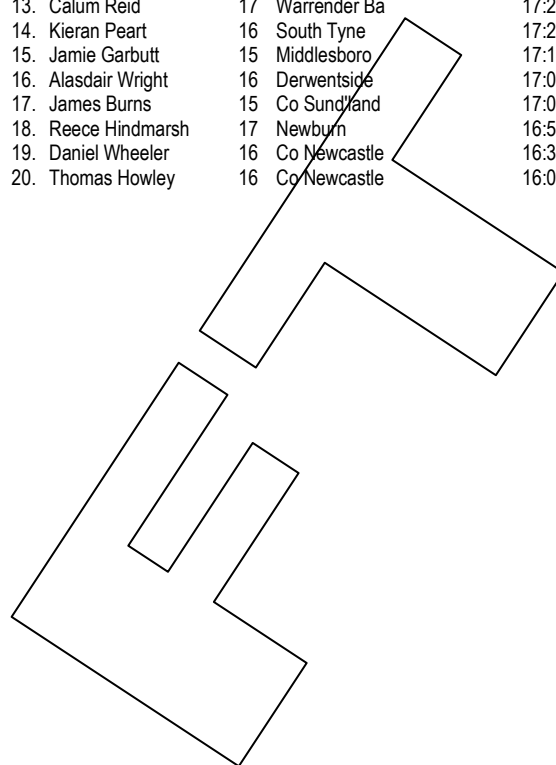 13. Calum Reid 17 Warrender Ba 17:2
14. Kieran Peart 16 South Tyne 17:2
15. Jamie Garbutt 15 Middlesboro 17:1
16. Alasdair Wright 16 Derwentside 17:0
17. James Burns 15 Co Sund'land 17:0
18. Reece Hindmarsh 17 Newburn 16:5
19. Daniel Wheeler 16 Co Newcastle 16:3
20. Thomas Howley 16 Co Newcastle 16:0